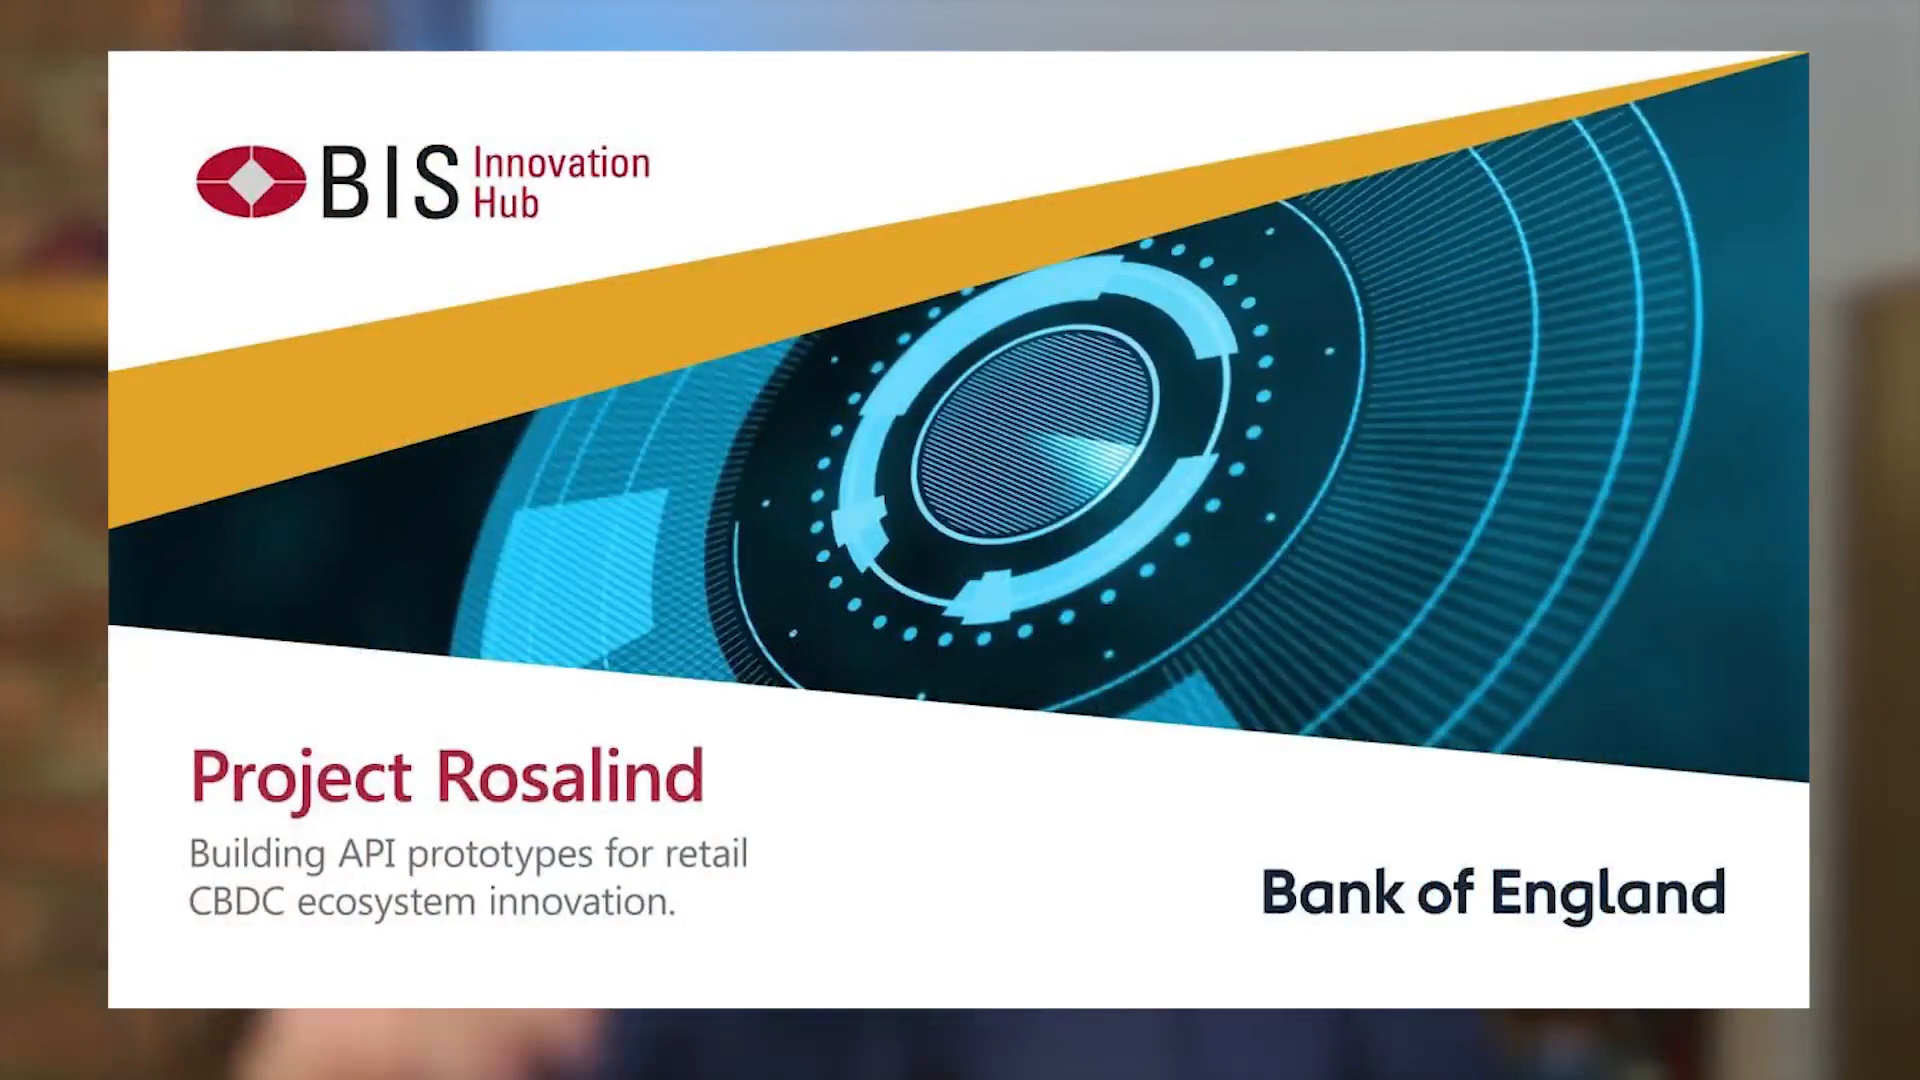 BIS Innovation
Hub
Project Rosalind
Building API prototypes for retail
CBDC ecosystem innovation.
Bank of England